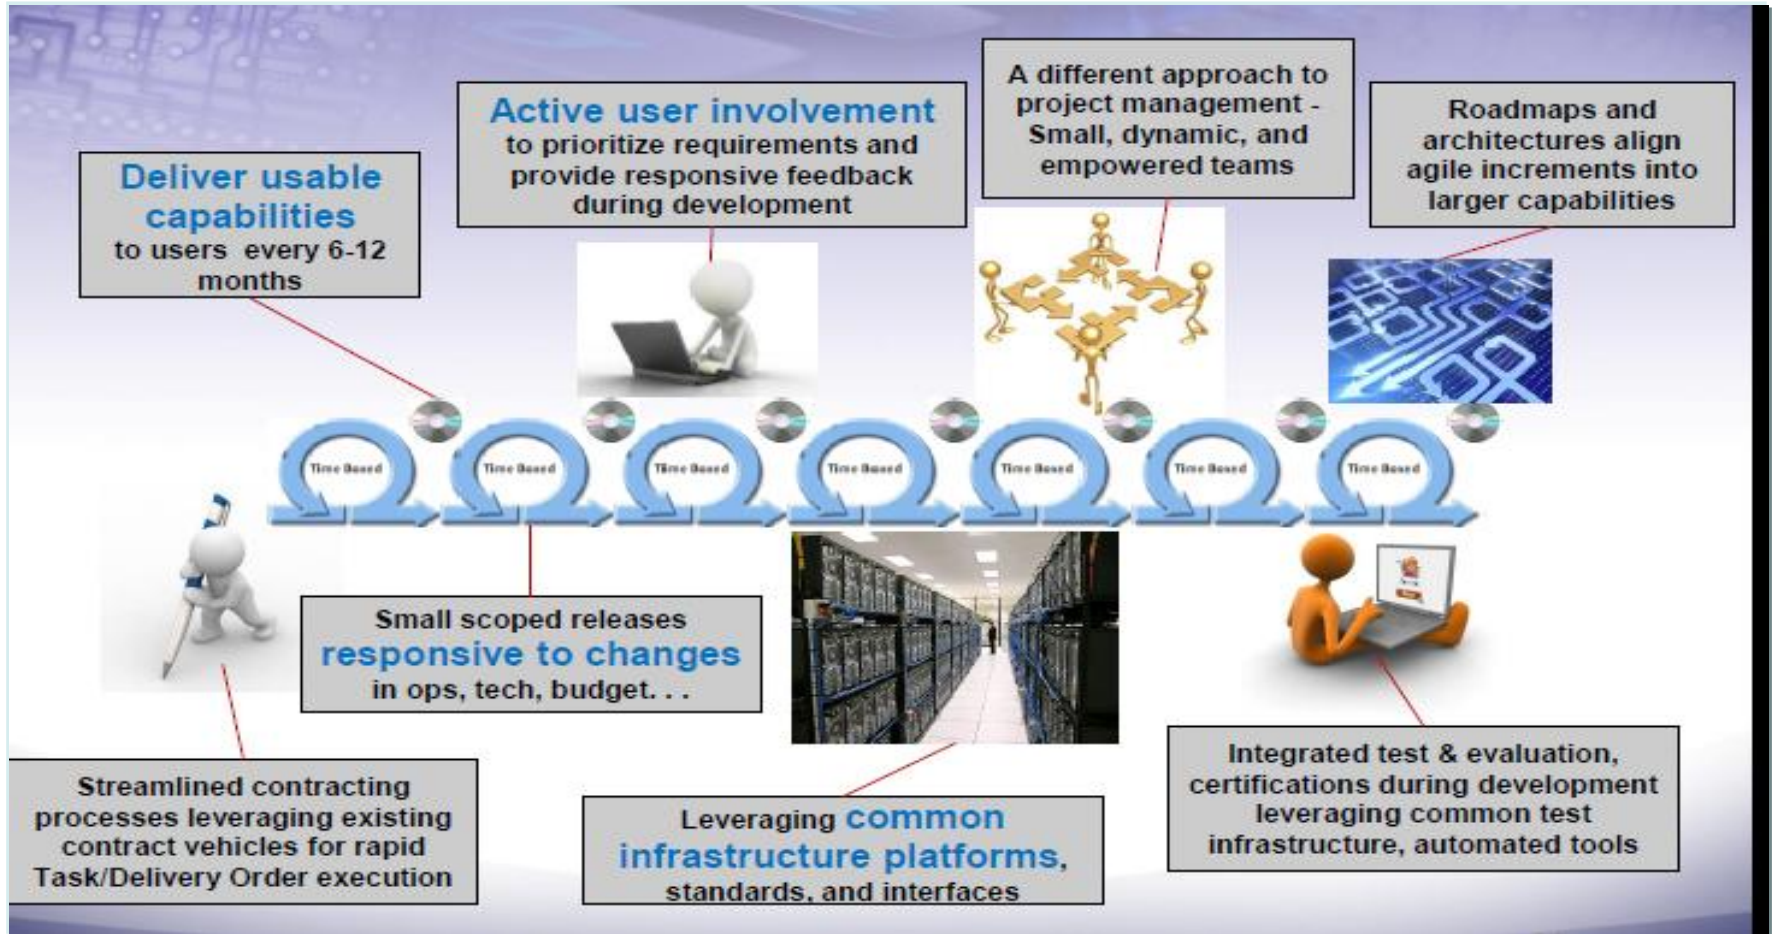 Deliver usable
capabilities
to users every 6-12
months
Active user involvement
to prioritize requirements and
provide responsive feedback
during development
A different approach to
project management -
Small, dynamic, and
empowered teams
Roadmaps and
architectures align
agile increments into
larger capabilities
Time Based
Time Based
Time Based
Time Based
Time Based
Time Based
Time Based
Small scoped releases
responsive to changes
in ops, tech, budget. . .
Streamlined contracting
processes leveraging existing
contract vehicles for rapid
Task/Delivery Order execution
Leveraging common
infrastructure platforms,
standards, and interfaces
Integrated test & evaluation,
certifications during development
leveraging common test
infrastructure, automated tools